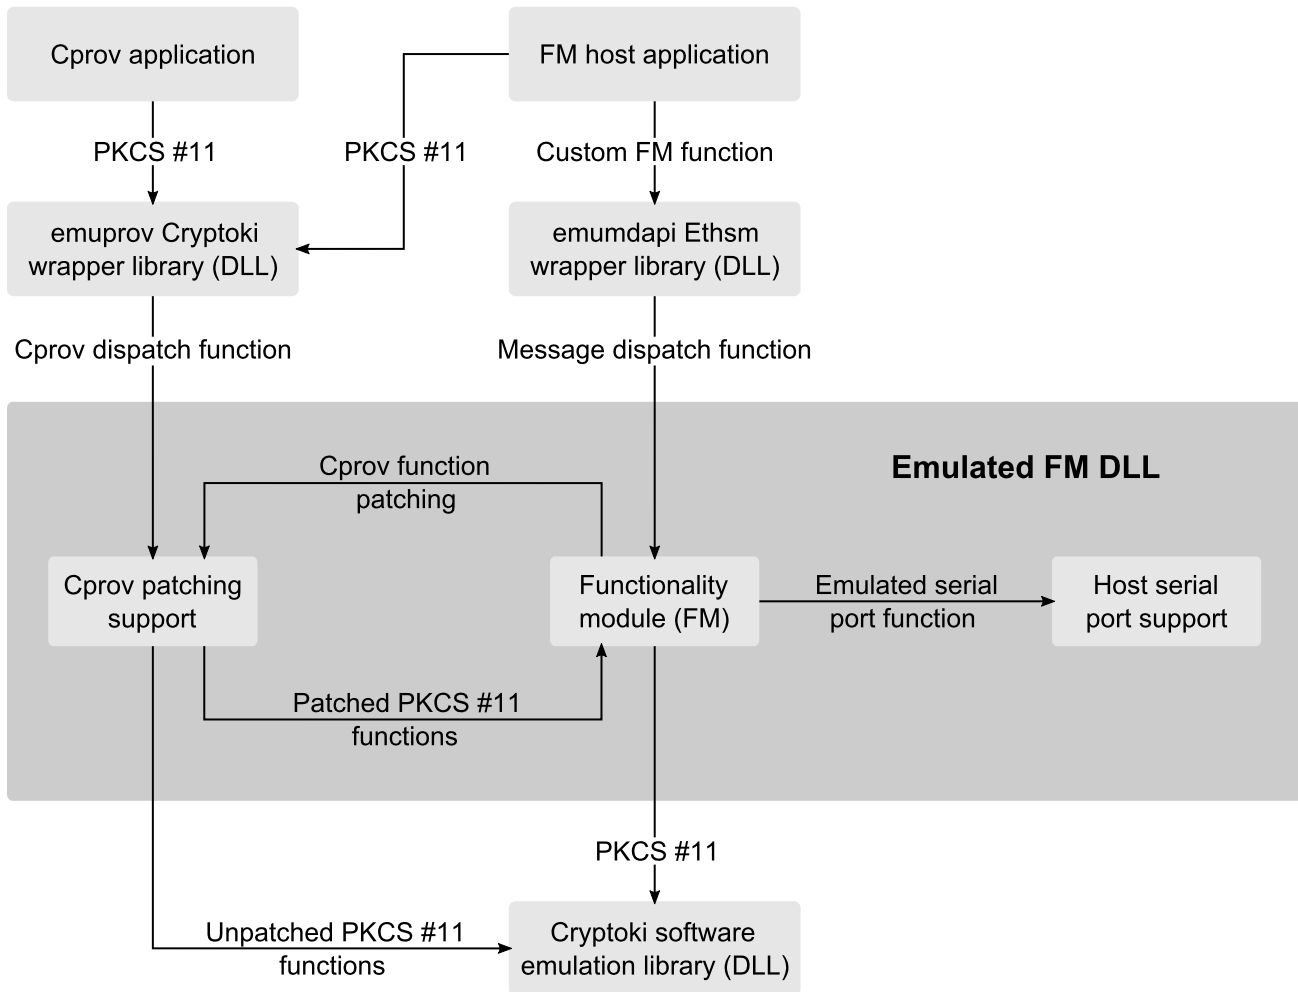 Cprov application
FM host application
PKCS #11
PKCS #11
Custom FM function
emuprov Cryptoki
wrapper library (DLL)
emumdapi Ethsm
wrapper library (DLL)
Cprov dispatch function
Message dispatch function
Emulated FM DLL
Cprov function
patching
Cprov patching
support
Functionality
module (FM)
Emulated serial
port function
Host serial
port support
Patched PKCS #11
functions
PKCS #11
Unpatched PKCS #11
functions
Cryptoki software
emulation library (DLL)